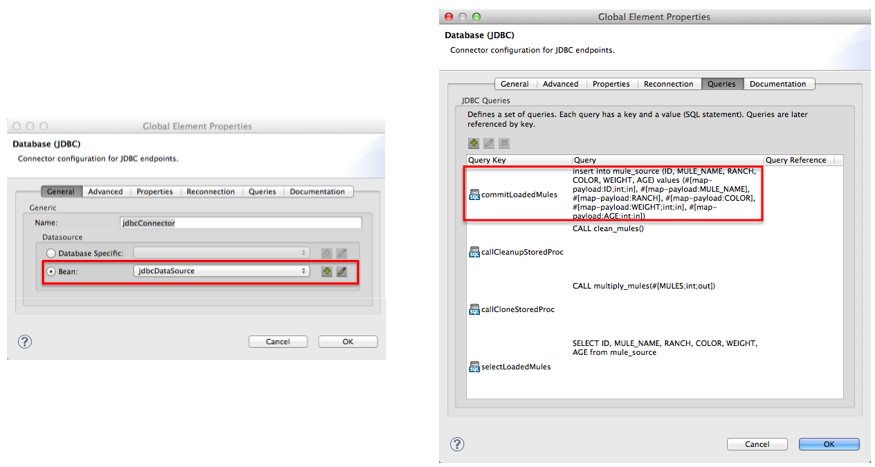 Global Element Properties
Database (JDBC)
Connector configuration for JDBC endpoints.
General Advanced Properties Reconnection Queries Documentation
Generic
Name: jdbcConnector
Datasource
Database Specific:
Bean: jdbcDataSource
? Cancel OK
Global Element Properties
Database (JDBC)
Connector configuration for JDBC endpoints.
General Advanced Properties Reconnection Queries Documentation
JDBC Queries
Defines a set of queries. Each query has a key and a value (SQL statement). Queries are later
referenced by key.
Query Key Query Query Reference
insert into mule_source (ID, MULE_NAME, RANCH,
COLOR, WEIGHT, AGE) values (#[map-
payload:ID;int;in], #[map-payload:MULE_NAME],
SQL commitLoadedMules
#[map-payload:RANCH], #[map-payload:COLOR],
#[map-payload:WEIGHT;int;in], #[map-
payload:AGE;int;in])
CALL clean_mules()
SQL callCleanupStoredProc
CALL multiply_mules(#[MULES;int;out])
SQL callCloneStoredProc
SELECT ID, MULE_NAME, RANCH, COLOR, WEIGHT,
AGE from mule_source
SQL selectLoadedMules
? Cancel OK